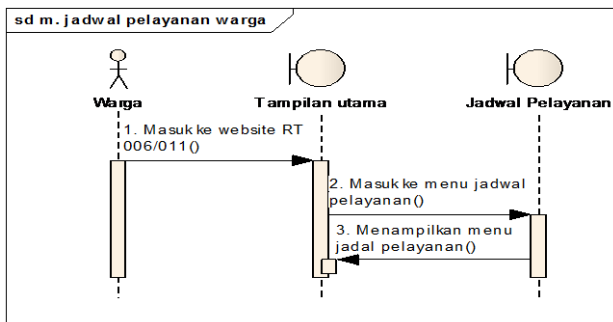 sd m. jadwal pelayanan warga
Warga
Tampilan utama
Jadwal Pelayanan
1. Masuk ke website RT
006/011()
2. Masuk ke menu jadwal
pelayanan()
3. Menampilkan menu
jadal pelayanan()